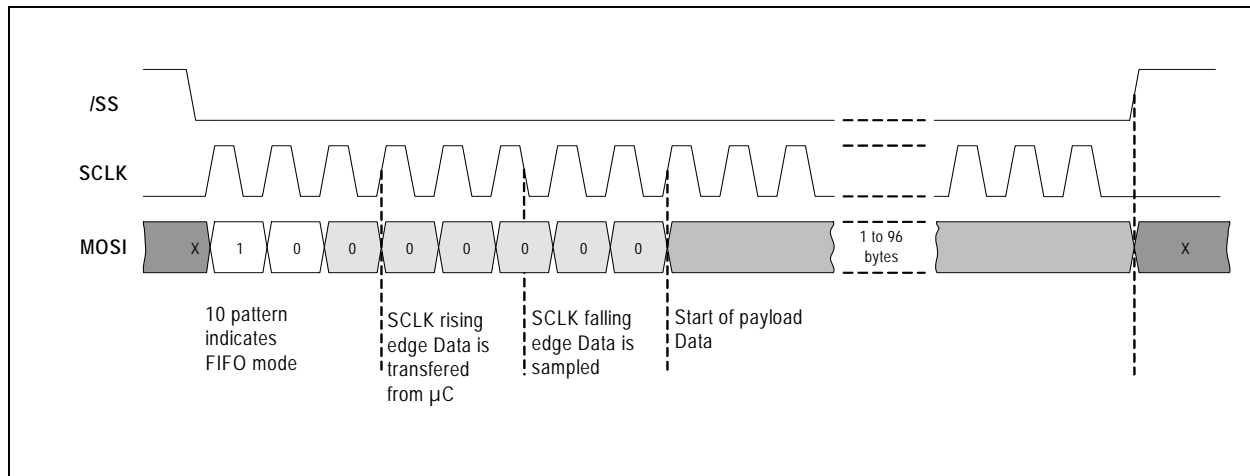 /SS
SCLK
MOSI
X
1
0
0
0
0
0
0
0
1 to 96
bytes
X
10 pattern
indicates
FIFO mode
SCLK rising
edge Data is
transfered
from µC
SCLK falling
edge Data is
sampled
Start of payload
Data